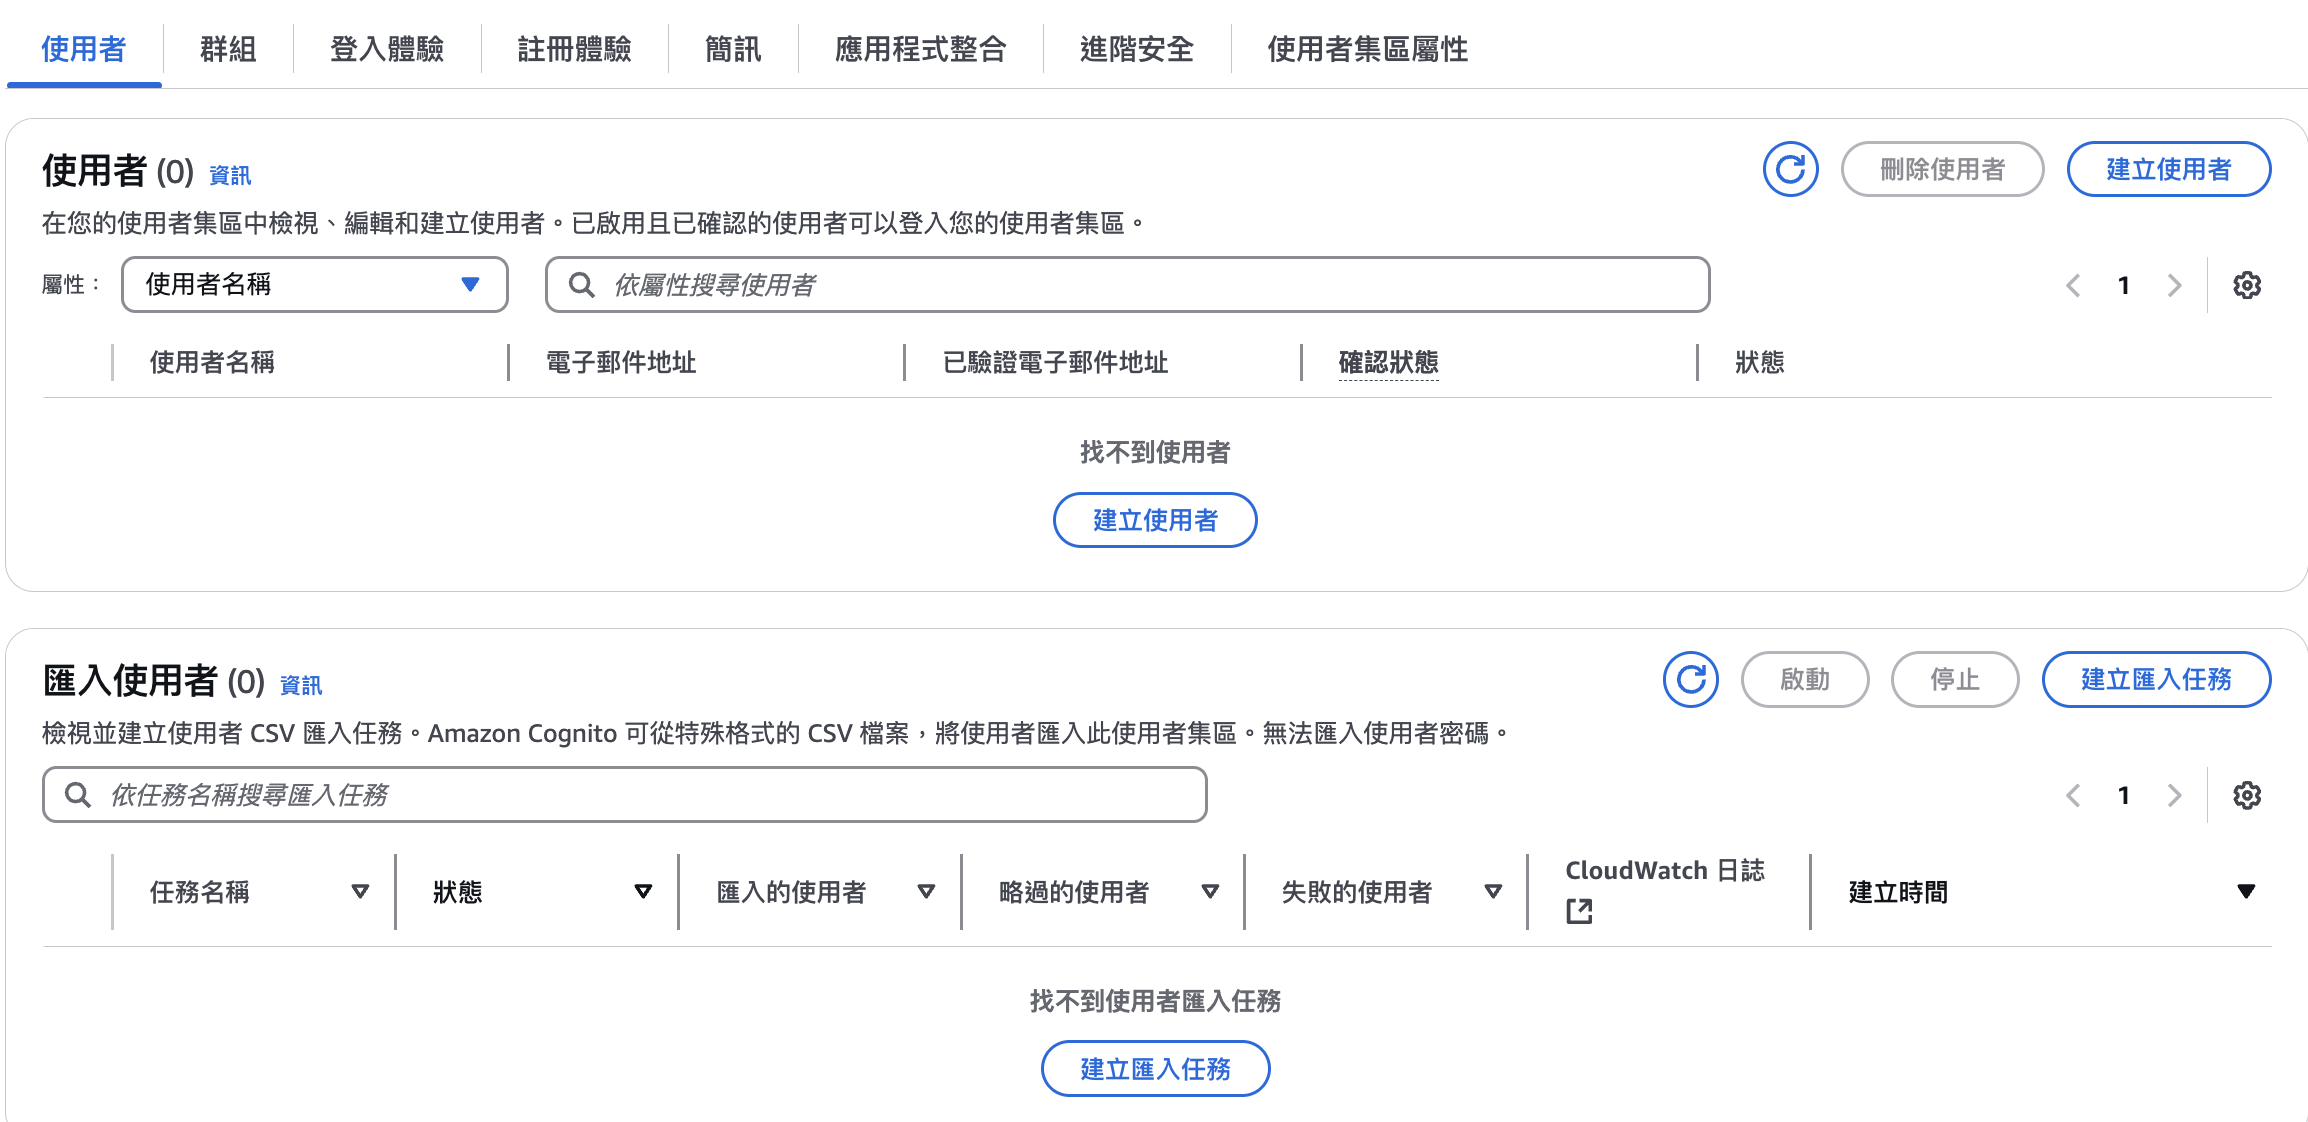 使用者 群組 登入體驗 註冊體驗 簡訊 應用程式整合 進階安全 使用者集區屬性
使用者 (0) 資訊 刪除使用者 建立使用者
在您的使用者集區中檢視、編輯和建立使用者。已啟用且已確認的使用者可以登入您的使用者集區。
屬性： 使用者名稱 依屬性搜尋使用者 1
使用者名稱 電子郵件地址 已驗證電子郵件地址 確認狀態 狀態
找不到使用者
建立使用者
匯入使用者 (0) 資訊 啟動 停止 建立匯入任務
檢視並建立使用者 CSV 匯入任務。Amazon Cognito 可從特殊格式的 CSV 檔案，將使用者匯入此使用者集區。無法匯入使用者密碼。
依任務名稱搜尋匯入任務 1
任務名稱 狀態 匯入的使用者 略過的使用者 失敗的使用者 CloudWatch 日誌 建立時間
找不到使用者匯入任務
建立匯入任務